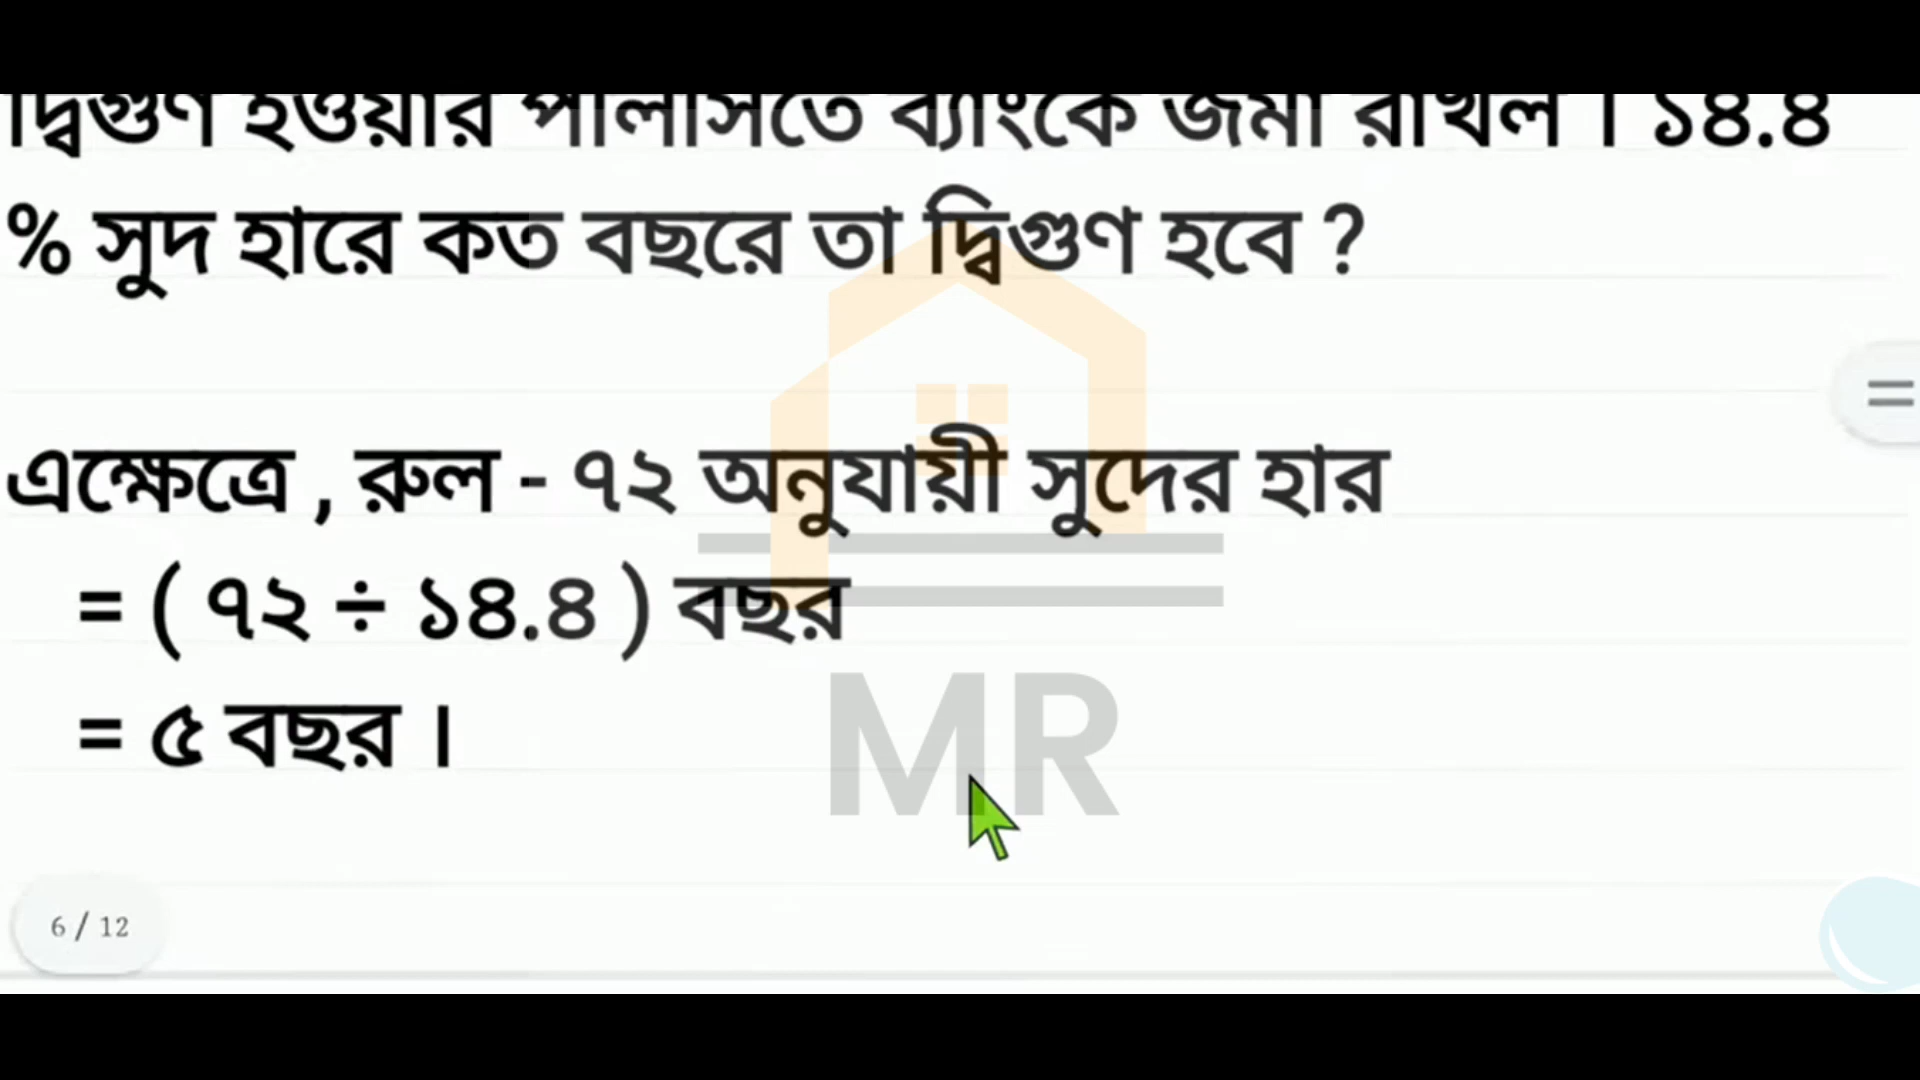 দ্বিগুণ হওয়ার পলিসিতে ব্যাংকে জমা রাখল । ১৪.৪
% সুদ হারে কত বছরে তা দ্বিগুণ হবে ?
এক্ষেত্রে , রুল - ৭২ অনুযায়ী সুদের হার
= ( ৭২ ÷ ১৪.৪ ) বছর
= ৫ বছর ।
MR
6 / 12